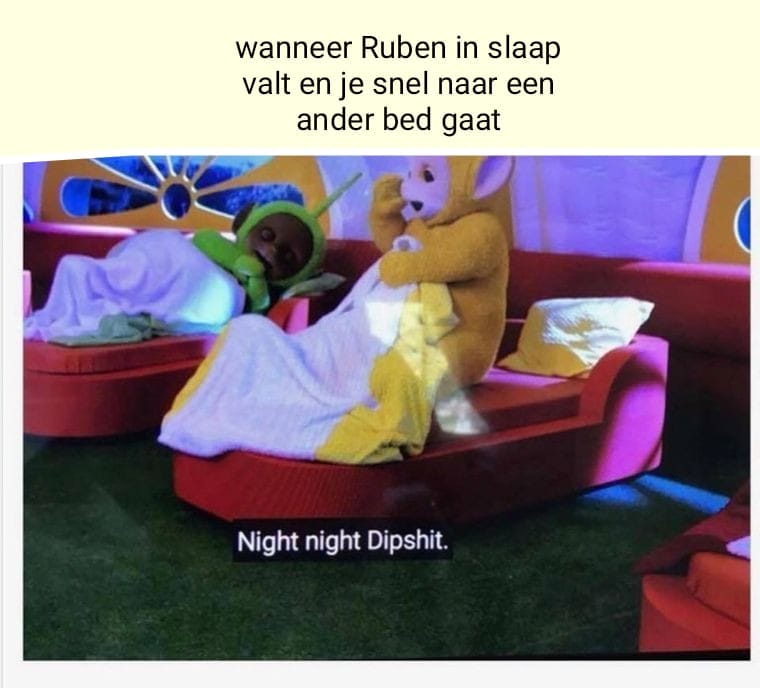 wanneer Ruben in slaap
valt en je snel naar een
ander bed gaat
Night night Dipshit.